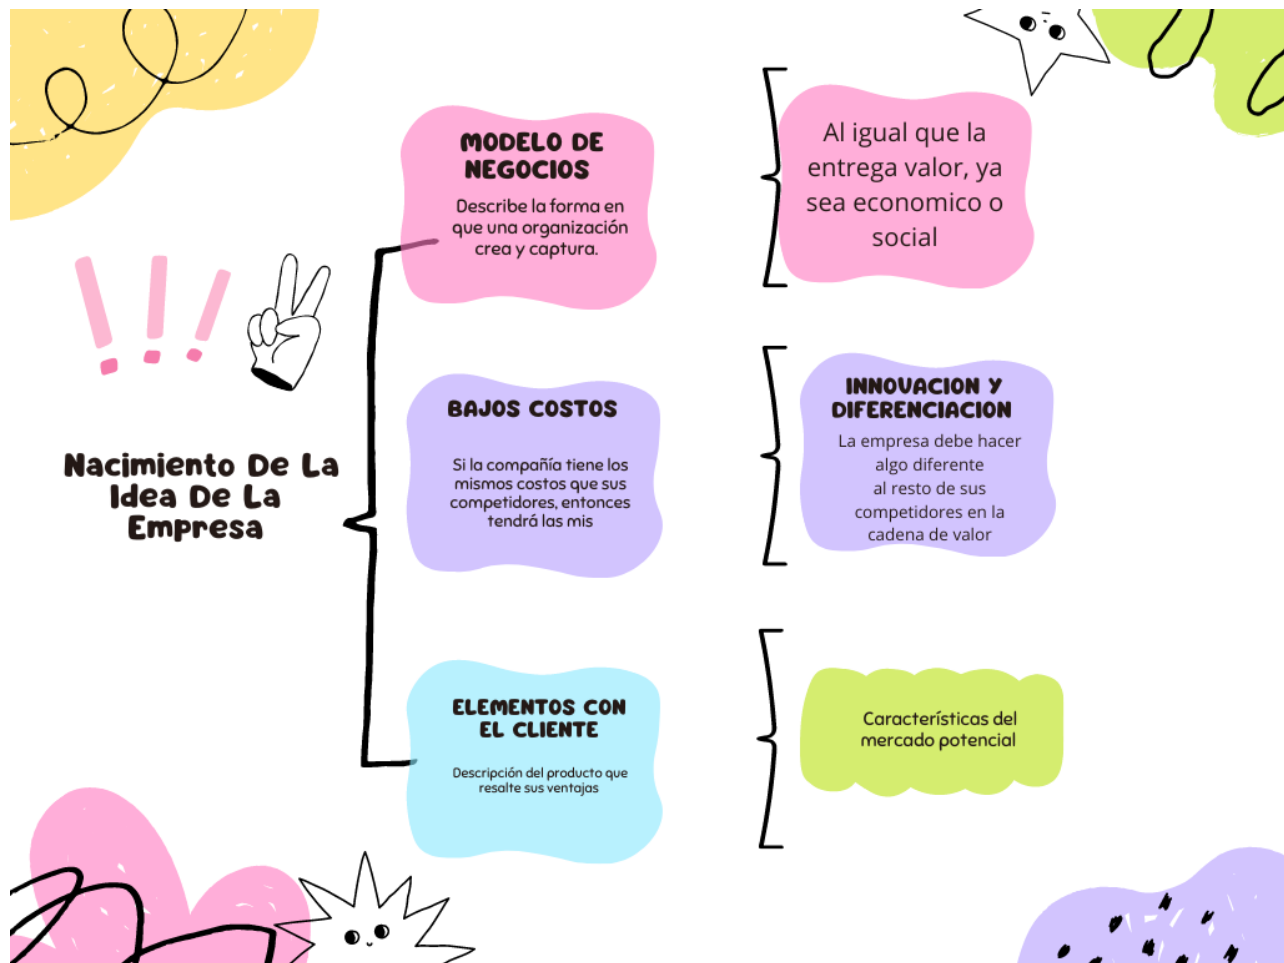 Nacimiento De La
Idea De La
Empresa
MODELO DE
NEGOCIOS
Describe la forma en
que una organización
crea y captura.
Al igual que la
entrega valor, ya
sea economico o
social
BAJOS COSTOS
Si la compañía tiene los
mismos costos que sus
competidores, entonces
tendrá las mis
INNOVACION Y
DIFERENCIACION
La empresa debe hacer
algo diferente
al resto de sus
competidores en la
cadena de valor
ELEMENTOS CON
EL CLIENTE
Descripción del producto que
resalte sus ventajas
Características del
mercado potencial